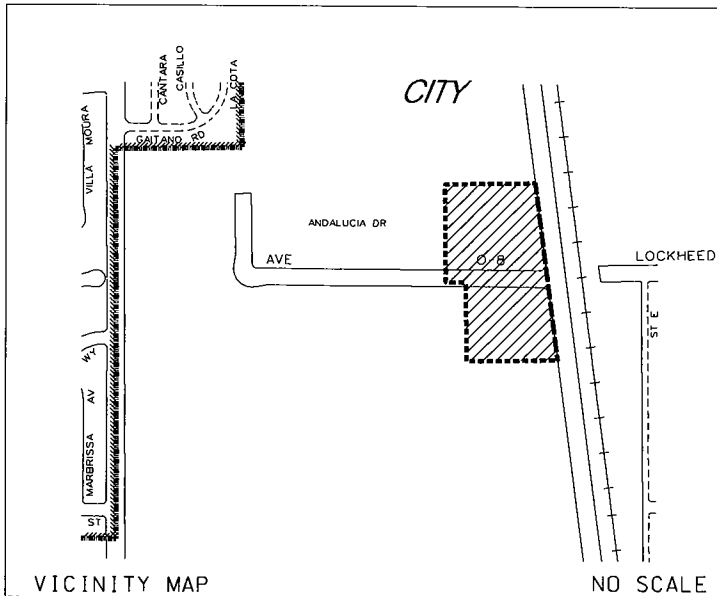 CANTARA
CASILLO
LA COTA
GAITANO RD
VILLA MOURA
CITY
ANDALUCIA DR
AVE
O B
LOCKHEED
ST E
WY
MARBRISSA AV
ST
VICINITY MAP
NO SCALE